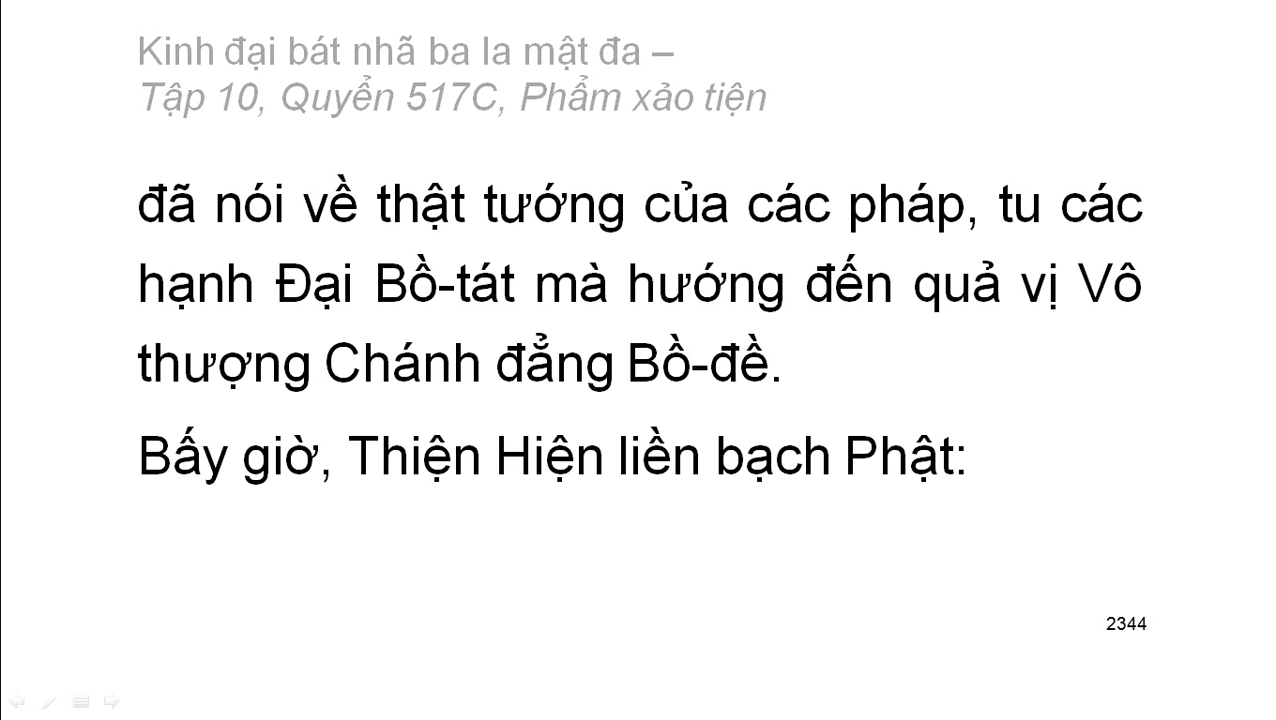 Kinh đại bát nhã ba la mật đa –
Tập 10, Quyển 517C, Phẩm xảo tiện
đã nói về thật tướng của các pháp, tu các
hạnh Đại Bồ-tát mà hướng đến quả vị Vô
thượng Chánh đẳng Bồ-đề.
Bấy giờ, Thiện Hiện liền bạch Phật:
2344